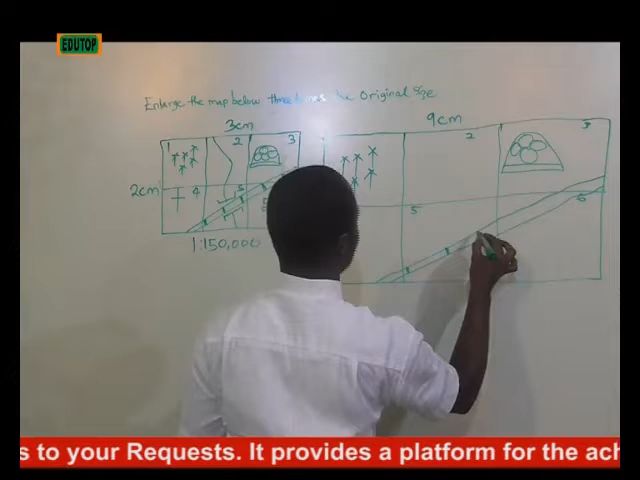 EDUTOP
Enlarge the map below three times the Original Size
3cm
9cm
1
2
3
2
3
2cm
4
5
5
6
1:150,000
s to your Requests. It provides a platform for the ach